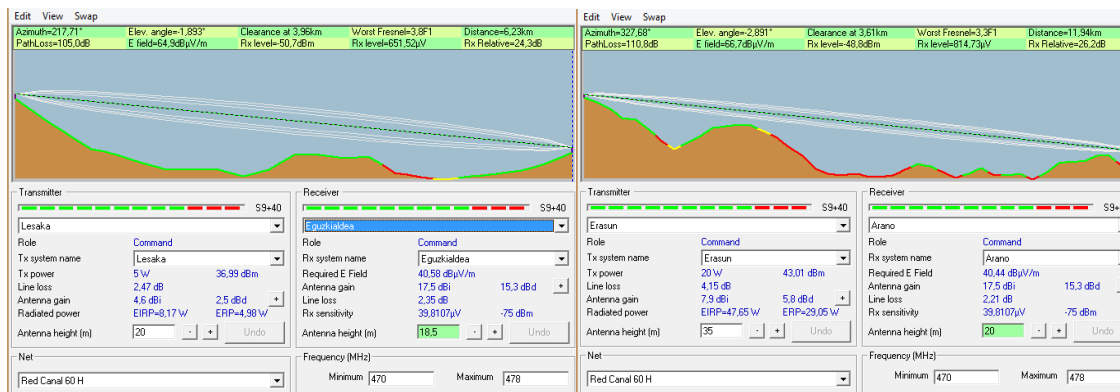 Edit View Swap
Azimuth=217,71° Elev. angle=-1,893° Clearance at 3,96km Worst Fresnel=3,8F1 Distance=6,23km
PathLoss=105,0dB E field=64,9dBµV/m Rx level=-50,7dBm Rx level=651,52µV Rx Relative=24,3dB
Transmitter
S9+40
Lesaka
Role Command
Tx system name Lesaka
Tx power 5 W 36,99 dBm
Line loss 2,47 dB
Antenna gain 4,6 dBi 2,5 dBd +
Radiated power EIRP=8,17 W ERP=4,98 W
Antenna height (m) 20 - + Undo
Receiver
S9+40
Eguzkialdea
Role Command
Rx system name Eguzkialdea
Required E Field 40,58 dBµV/m
Antenna gain 17,5 dBi 15,3 dBd +
Line loss 2,35 dB
Rx sensitivity 39,8107µV -75 dBm
Antenna height (m) 18,5 - + Undo
Net
Red Canal 60 H
Frequency (MHz)
Minimum 470 Maximum 478
Edit View Swap
Azimuth=327,68° Elev. angle=-2,891° Clearance at 3,61km Worst Fresnel=3,3F1 Distance=11,94km
PathLoss=110,8dB E field=66,7dBµV/m Rx level=-48,8dBm Rx level=814,73µV Rx Relative=26,2dB
Transmitter
S9+40
Erasun
Role Command
Tx system name Erasun
Tx power 20 W 43,01 dBm
Line loss 4,15 dB
Antenna gain 7,9 dBi 5,8 dBd +
Radiated power EIRP=47,65 W ERP=29,05 W
Antenna height (m) 35 - + Undo
Receiver
S9+4
Arano
Role Command
Rx system name Arano
Required E Field 40,44 dBµV/m
Antenna gain 17,5 dBi 15,3 dBd +
Line loss 2,21 dB
Rx sensitivity 39,8107µV -75 dBm
Antenna height (m) 20 - + Undo
Net
Red Canal 60 H
Frequency (MHz)
Minimum 470 Maximum 478